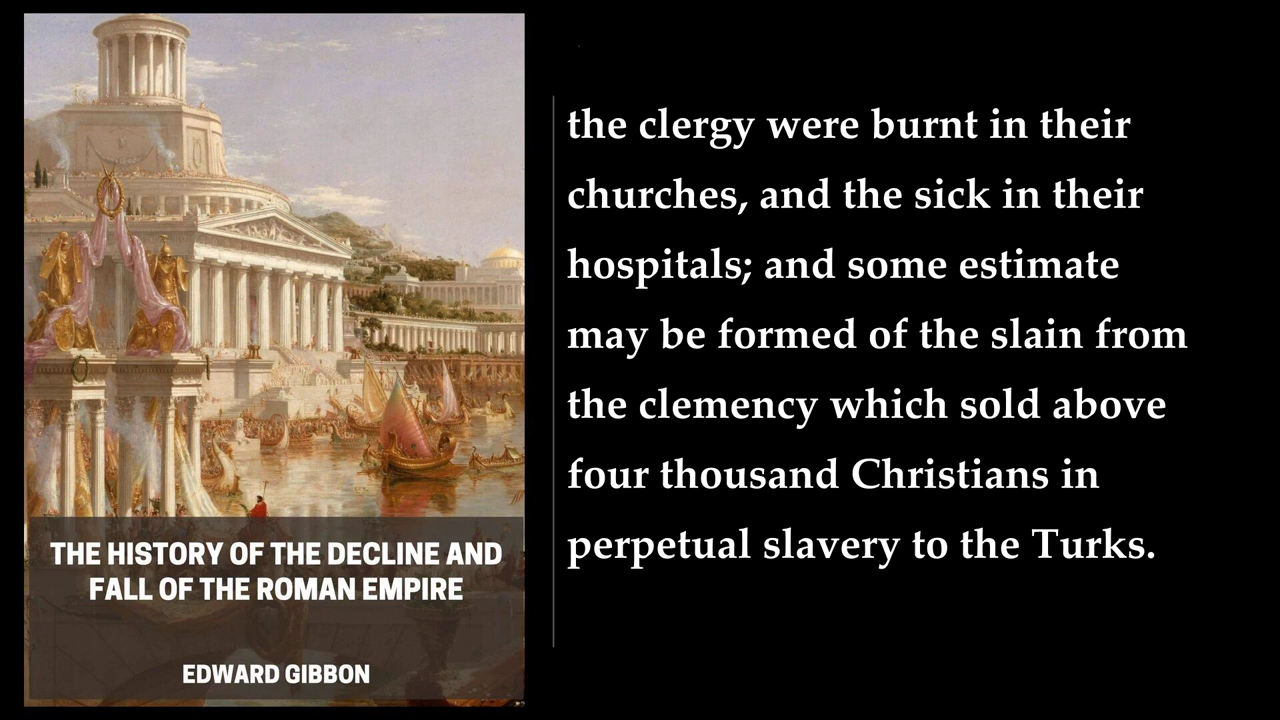 THE HISTORY OF THE DECLINE AND
FALL OF THE ROMAN EMPIRE
EDWARD GIBBON
the clergy were burnt in their
churches, and the sick in their
hospitals; and some estimate
may be formed of the slain from
the clemency which sold above
four thousand Christians in
perpetual slavery to the Turks.